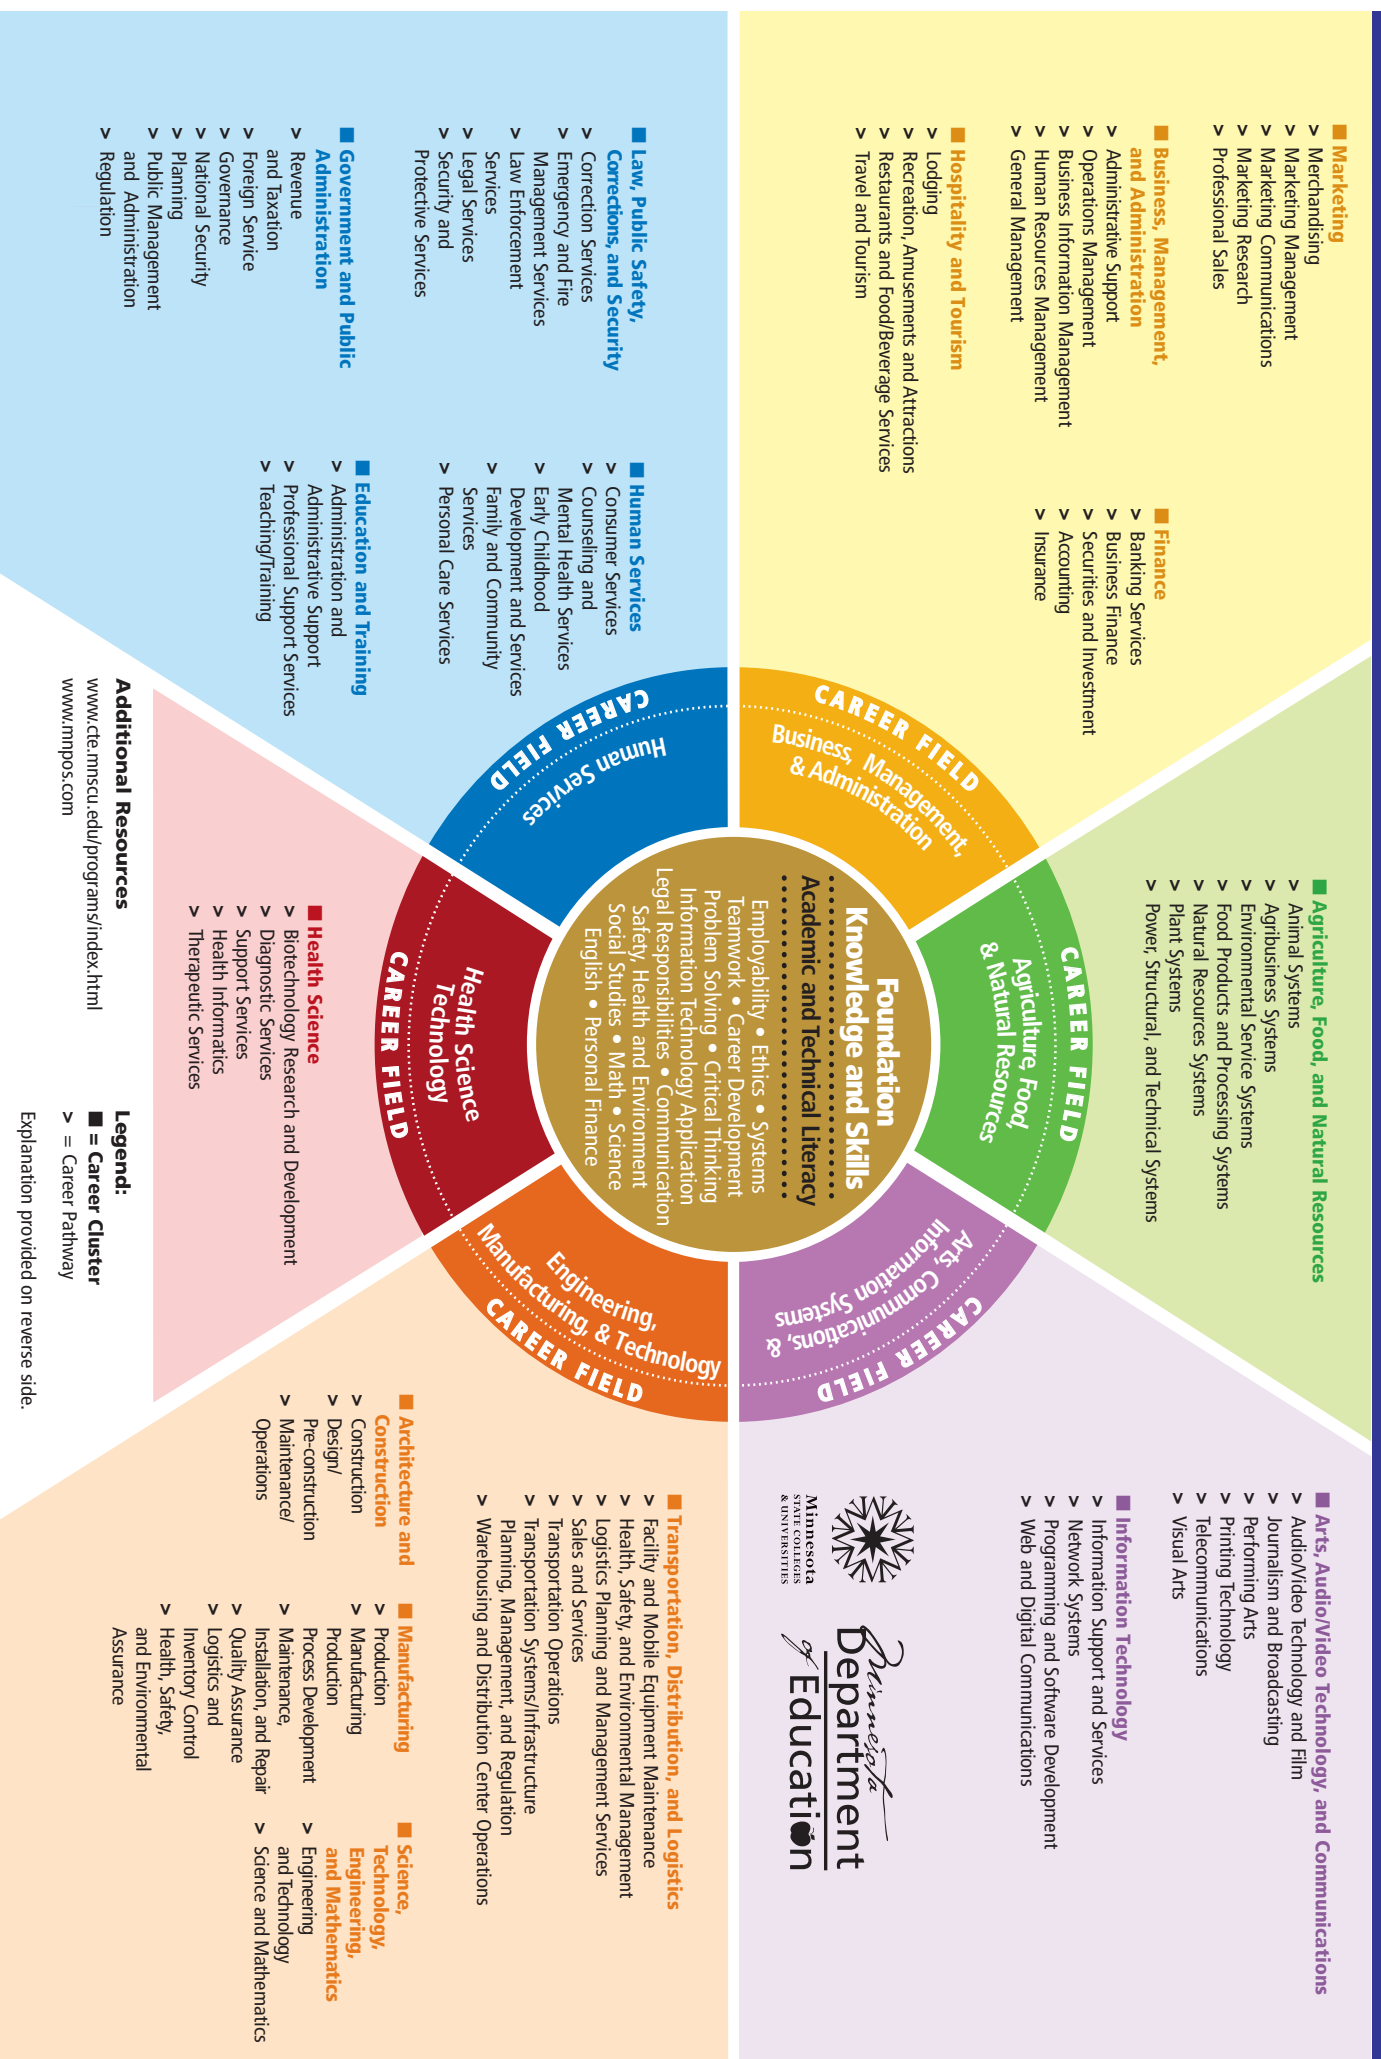 ■ Marketing
> Merchandising
> Marketing Management
> Marketing Communications
> Marketing Research
> Professional Sales
■ Business, Management,
and Administration
> Administrative Support
> Operations Management
> Business Information Management
> Human Resources Management
> General Management
■ Finance
> Banking Services
> Business Finance
> Securities and Investment
> Accounting
> Insurance
■ Hospitality and Tourism
> Lodging
> Recreation, Amusements and Attractions
> Restaurants and Food/Beverage Services
> Travel and Tourism
■ Agriculture, Food, and Natural Resources
> Animal Systems
> Agribusiness Systems
> Environmental Service Systems
> Food Products and Processing Systems
> Natural Resources Systems
> Plant Systems
> Power, Structural, and Technical Systems
■ Arts, Audio/Video Technology, and Communications
> Audio/Video Technology and Film
> Journalism and Broadcasting
> Performing Arts
> Printing Technology
> Telecommunications
> Visual Arts
■ Information Technology
> Information Support and Services
> Network Systems
> Programming and Software Development
> Web and Digital Communications
Minnesota
STATE COLLEGES
& UNIVERSITIES
Minnesota
Department
of Education
CAREER FIELD
Business, Management,
& Administration
CAREER FIELD
Agriculture, Food,
& Natural Resources
CAREER FIELD
Arts, Communications, &
Information Systems
Foundation
Knowledge and Skills
Academic and Technical Literacy
Employability • Ethics • Systems
Teamwork • Career Development
Problem Solving • Critical Thinking
Information Technology Application
Legal Responsibilities • Communication
Safety, Health and Environment
Social Studies • Math • Science
English • Personal Finance
CAREER FIELD
Human Services
CAREER FIELD
Health Science
Technology
Engineering,
Manufacturing, & Technology
CAREER FIELD
■ Law, Public Safety,
Corrections, and Security
> Correction Services
> Emergency and Fire
Management Services
> Law Enforcement
Services
> Legal Services
> Security and
Protective Services
■ Human Services
> Consumer Services
> Counseling and
Mental Health Services
> Early Childhood
Development and Services
> Family and Community
Services
> Personal Care Services
■ Government and Public
Administration
> Revenue
and Taxation
> Foreign Service
> Governance
> National Security
> Planning
> Public Management
and Administration
> Regulation
■ Education and Training
> Administration and
Administrative Support
> Professional Support Services
> Teaching/Training
■ Health Science
> Biotechnology Research and Development
> Diagnostic Services
> Support Services
> Health Informatics
> Therapeutic Services
■ Transportation, Distribution, and Logistics
> Facility and Mobile Equipment Maintenance
> Health, Safety, and Environmental Management
> Logistics Planning and Management Services
> Sales and Services
> Transportation Operations
> Transportation Systems/Infrastructure
Planning, Management, and Regulation
> Warehousing and Distribution Center Operations
■ Architecture and
Construction
> Construction
> Design/
Pre-construction
> Maintenance/
Operations
■ Manufacturing
> Production
> Manufacturing
Production
Process Development
> Maintenance,
Installation, and Repair
> Quality Assurance
> Logistics and
Inventory Control
> Health, Safety,
and Environmental
Assurance
■ Science,
Technology,
Engineering,
and Mathematics
> Engineering
and Technology
> Science and Mathematics
Additional Resources
www.cte.mnscu.edu/programs/index.html
www.mnpos.com
Legend:
■ = Career Cluster
> = Career Pathway
Explanation provided on reverse side.